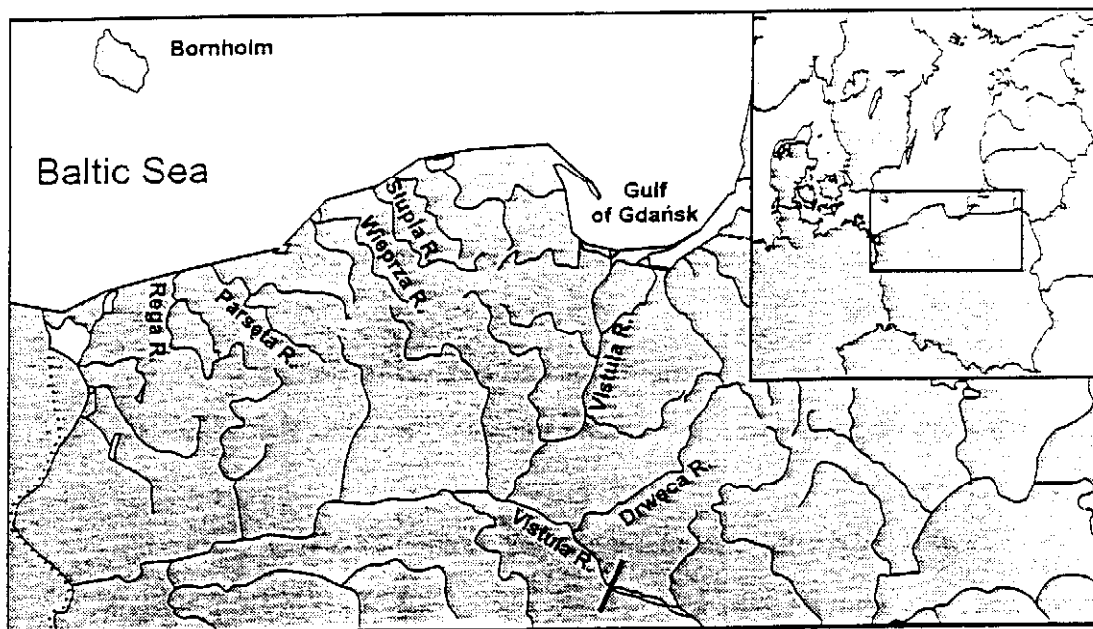 Bornholm
Baltic Sea
Gulf
of Gdańsk
Słupia R.
Wieprza R.
Rega R.
Parsęta R.
Vistula R.
Drwęca R.
Vistula R.